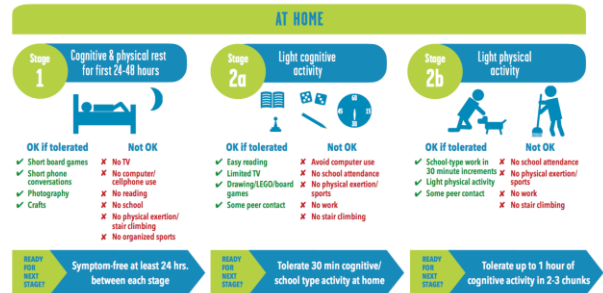 AT HOME
Stage
1
Cognitive & physical rest
for first 24-48 hours
OK if tolerated
✔ Short board games
✔ Short phone
conversations
✔ Photography
✔ Crafts
Not OK
✘ No TV
✘ No computer/
cellphone use
✘ No reading
✘ No school
✘ No physical exertion/
stair climbing
✘ No organized sports
READY
FOR
NEXT
STAGE?
Symptom-free at least 24 hrs.
between each stage
Stage
2a
Light cognitive
activity
60
45
15
30
OK if tolerated
✔ Easy reading
✔ Limited TV
✔ Drawing/LEGO/board
games
✔ Some peer contact
Not OK
✘ Avoid computer use
✘ No school attendance
✘ No physical exertion/
sports
✘ No work
✘ No stair climbing
READY
FOR
NEXT
STAGE?
Tolerate 30 min cognitive/
school type activity at home
Stage
2b
Light physical
activity
OK if tolerated
✔ School-type work in
30 minute increments
✔ Light physical activity
✔ Some peer contact
Not OK
✘ No school attendance
✘ No physical exertion/
sports
✘ No work
✘ No stair climbing
READY
FOR
NEXT
STAGE?
Tolerate up to 1 hour of
cognitive activity in 2-3 chunks